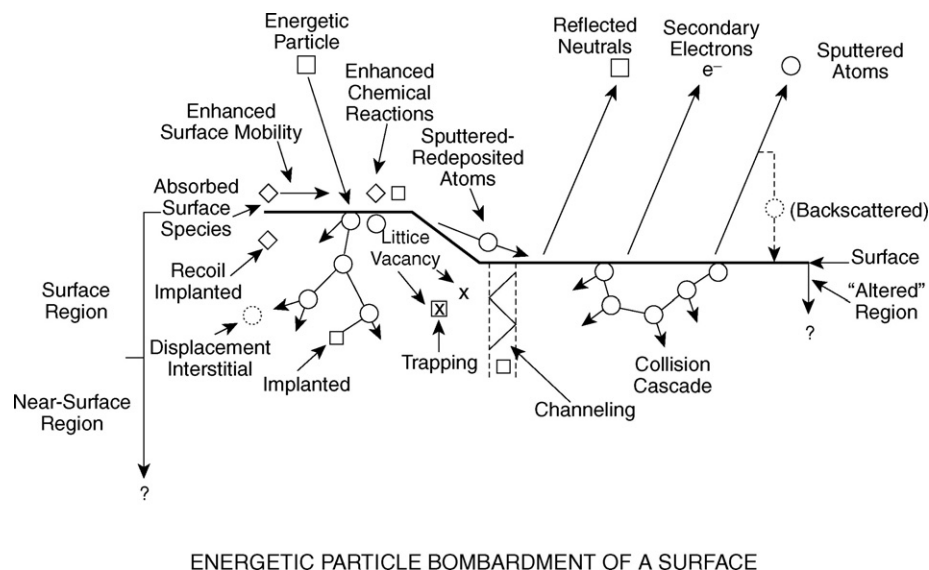 Energetic
Particle
Reflected
Neutrals
Secondary
Electrons
e–
Sputtered
Atoms
Enhanced
Chemical
Reactions
Enhanced
Surface Mobility
Sputtered-
Redeposited
Atoms
Absorbed
Surface
Species
(Backscattered)
Littice
Vacancy
Recoil
Implanted
Surface
Surface
Region
x
X
"Altered"
Region
?
Displacement
Interstitial
Implanted
Trapping
Channeling
Collision
Cascade
Near-Surface
Region
?
ENERGETIC PARTICLE BOMBARDMENT OF A SURFACE